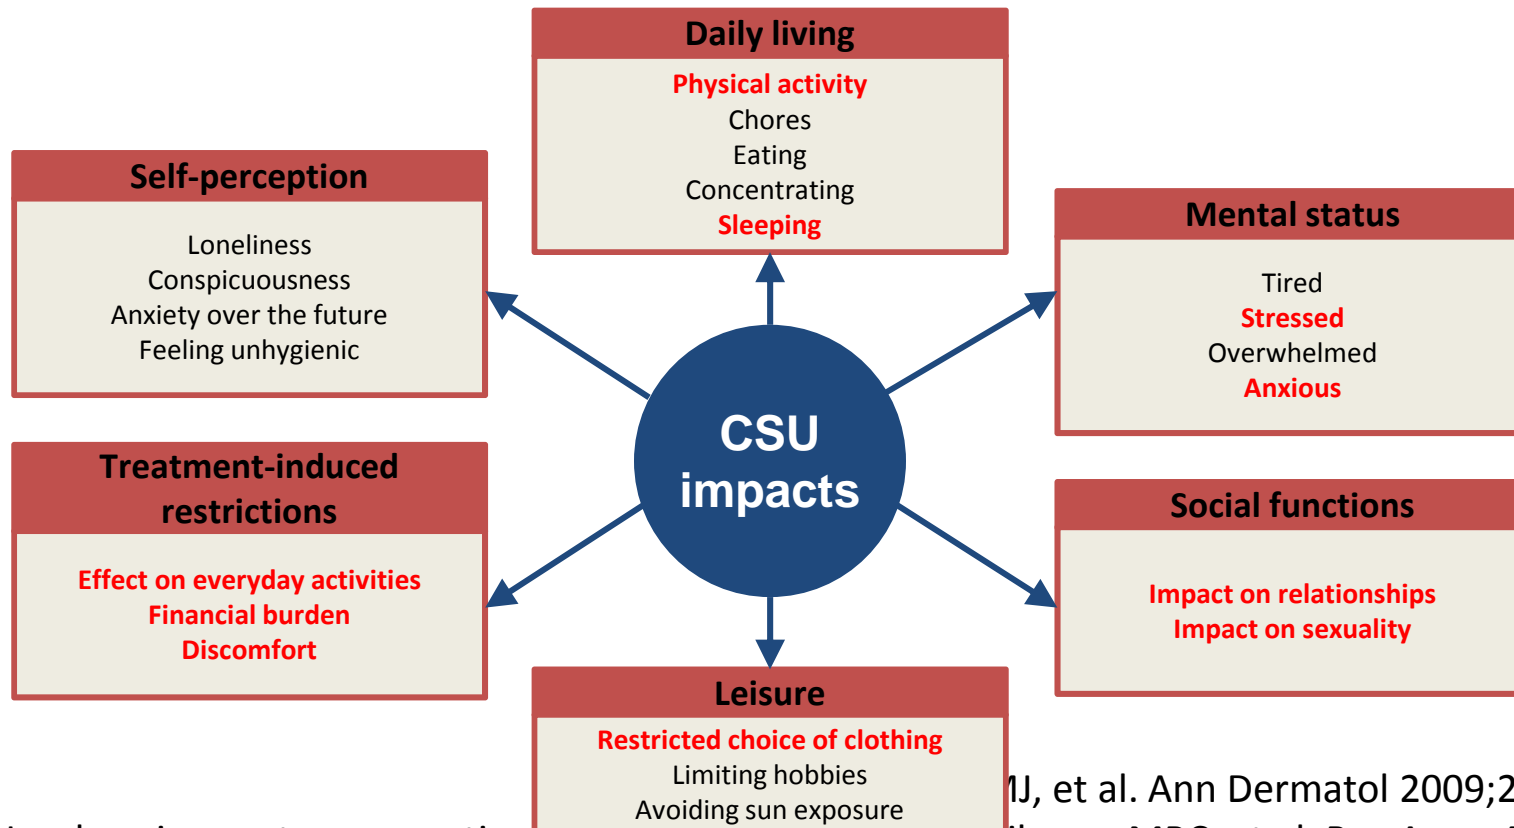 Daily living
Physical activity
Chores
Eating
Concentrating
Sleeping
Self-perception
Loneliness
Conspicuousness
Anxiety over the future
Feeling unhygienic
Mental status
Tired
Stressed
Overwhelmed
Anxious
CSU
impacts
Treatment-induced
restrictions
Effect on everyday activities
Financial burden
Discomfort
Social functions
Impact on relationships
Impact on sexuality
Leisure
Restricted choice of clothing
Limiting hobbies
Avoiding sun exposure
MJ, et al. Ann Dermatol 2009;2